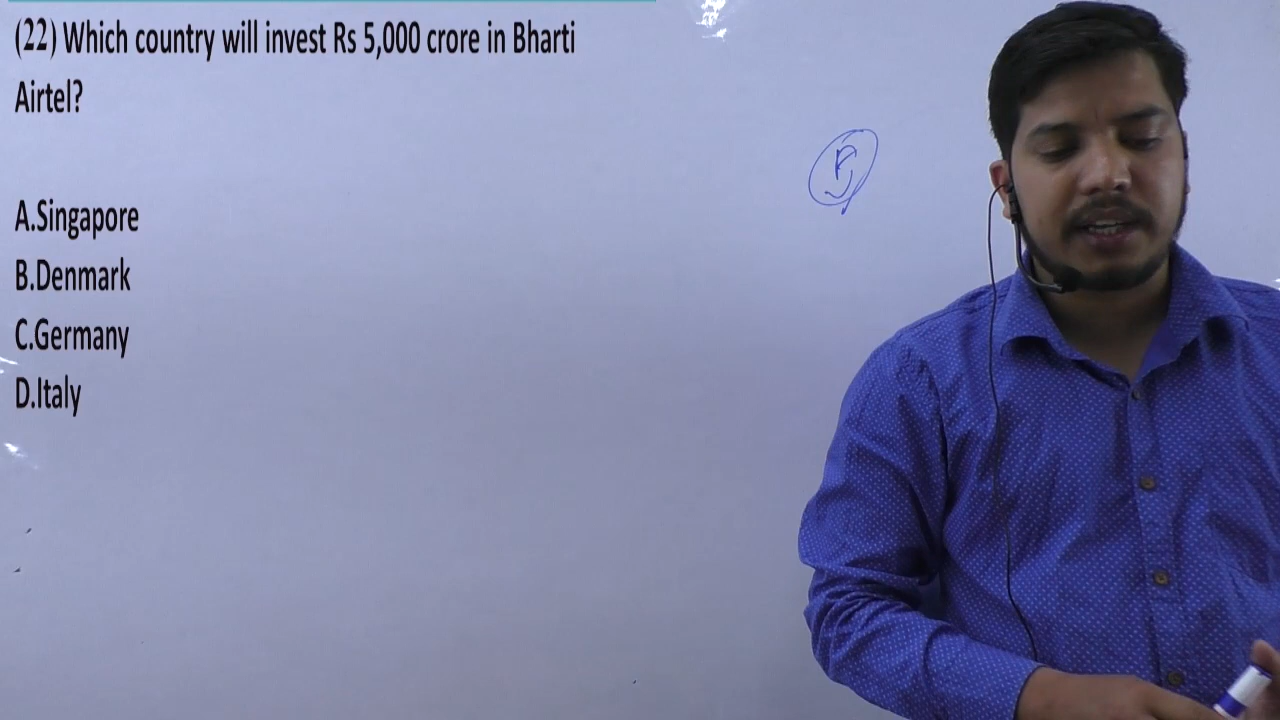 (22) Which country will invest Rs 5,000 crore in Bharti
Airtel?
A.Singapore
B.Denmark
C.Germany
D.Italy